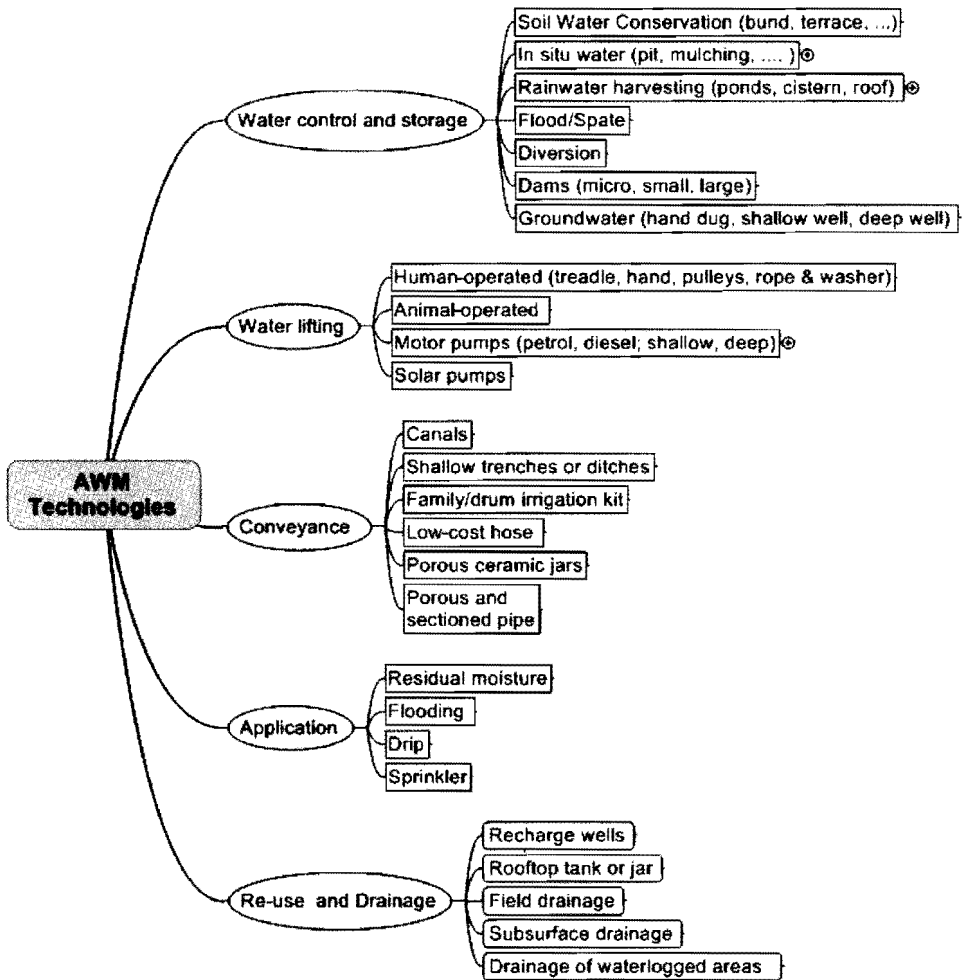 AWM
Technologies
Water control and storage
Soil Water Conservation (bund, terrace, ...)
In situ water (pit, mulching, .... )
Rainwater harvesting (ponds, cistern, roof)
Flood/Spate
Diversion
Dams (micro, small, large)
Groundwater (hand dug, shallow well, deep well)
Water lifting
Human-operated (treadle, hand, pulleys, rope & washer)
Animal-operated
Motor pumps (petrol, diesel; shallow, deep)
Solar pumps
Conveyance
Canals
Shallow trenches or ditches
Family/drum irrigation kit
Low-cost hose
Porous ceramic jars
Porous and
sectioned pipe
Application
Residual moisture
Flooding
Drip
Sprinkler
Re-use and Drainage
Recharge wells
Rooftop tank or jar
Field drainage
Subsurface drainage
Drainage of waterlogged areas